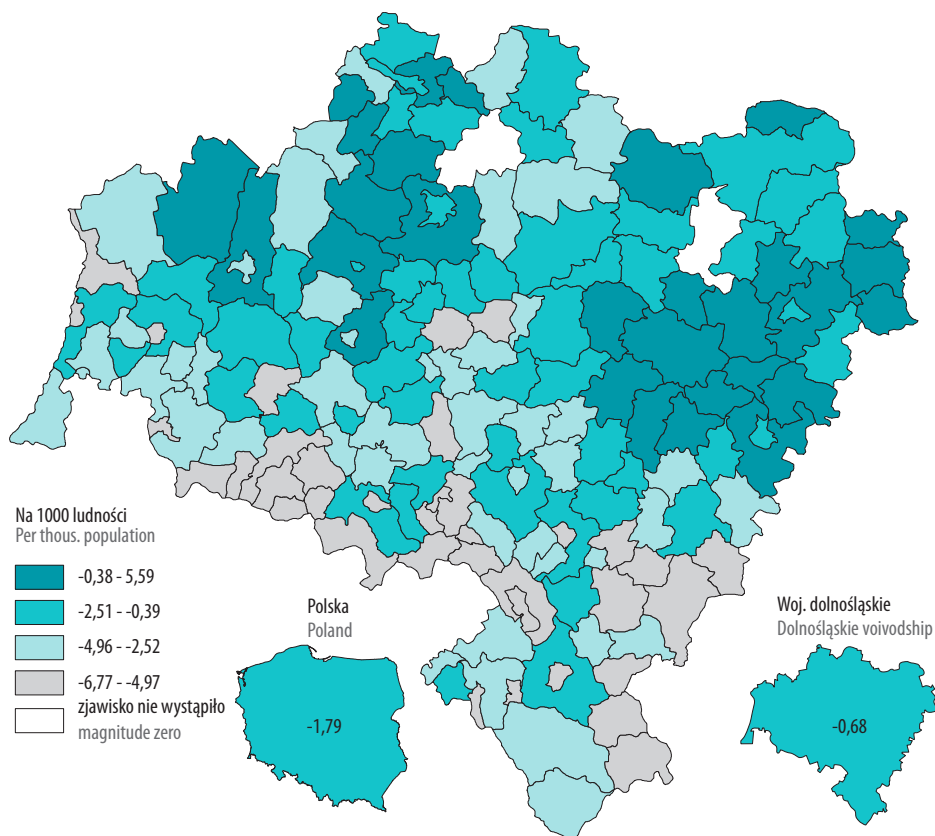 Na 1000 ludności
Per thous. population
-0,38 - 5,59
-2,51 - -0,39
-4,96 - -2,52
-6,77 - -4,97
zjawisko nie wystąpiło
magnitude zero
Polska
Poland
-1,79
Woj. dolnośląskie
Dolnośląskie voivodship
-0,68